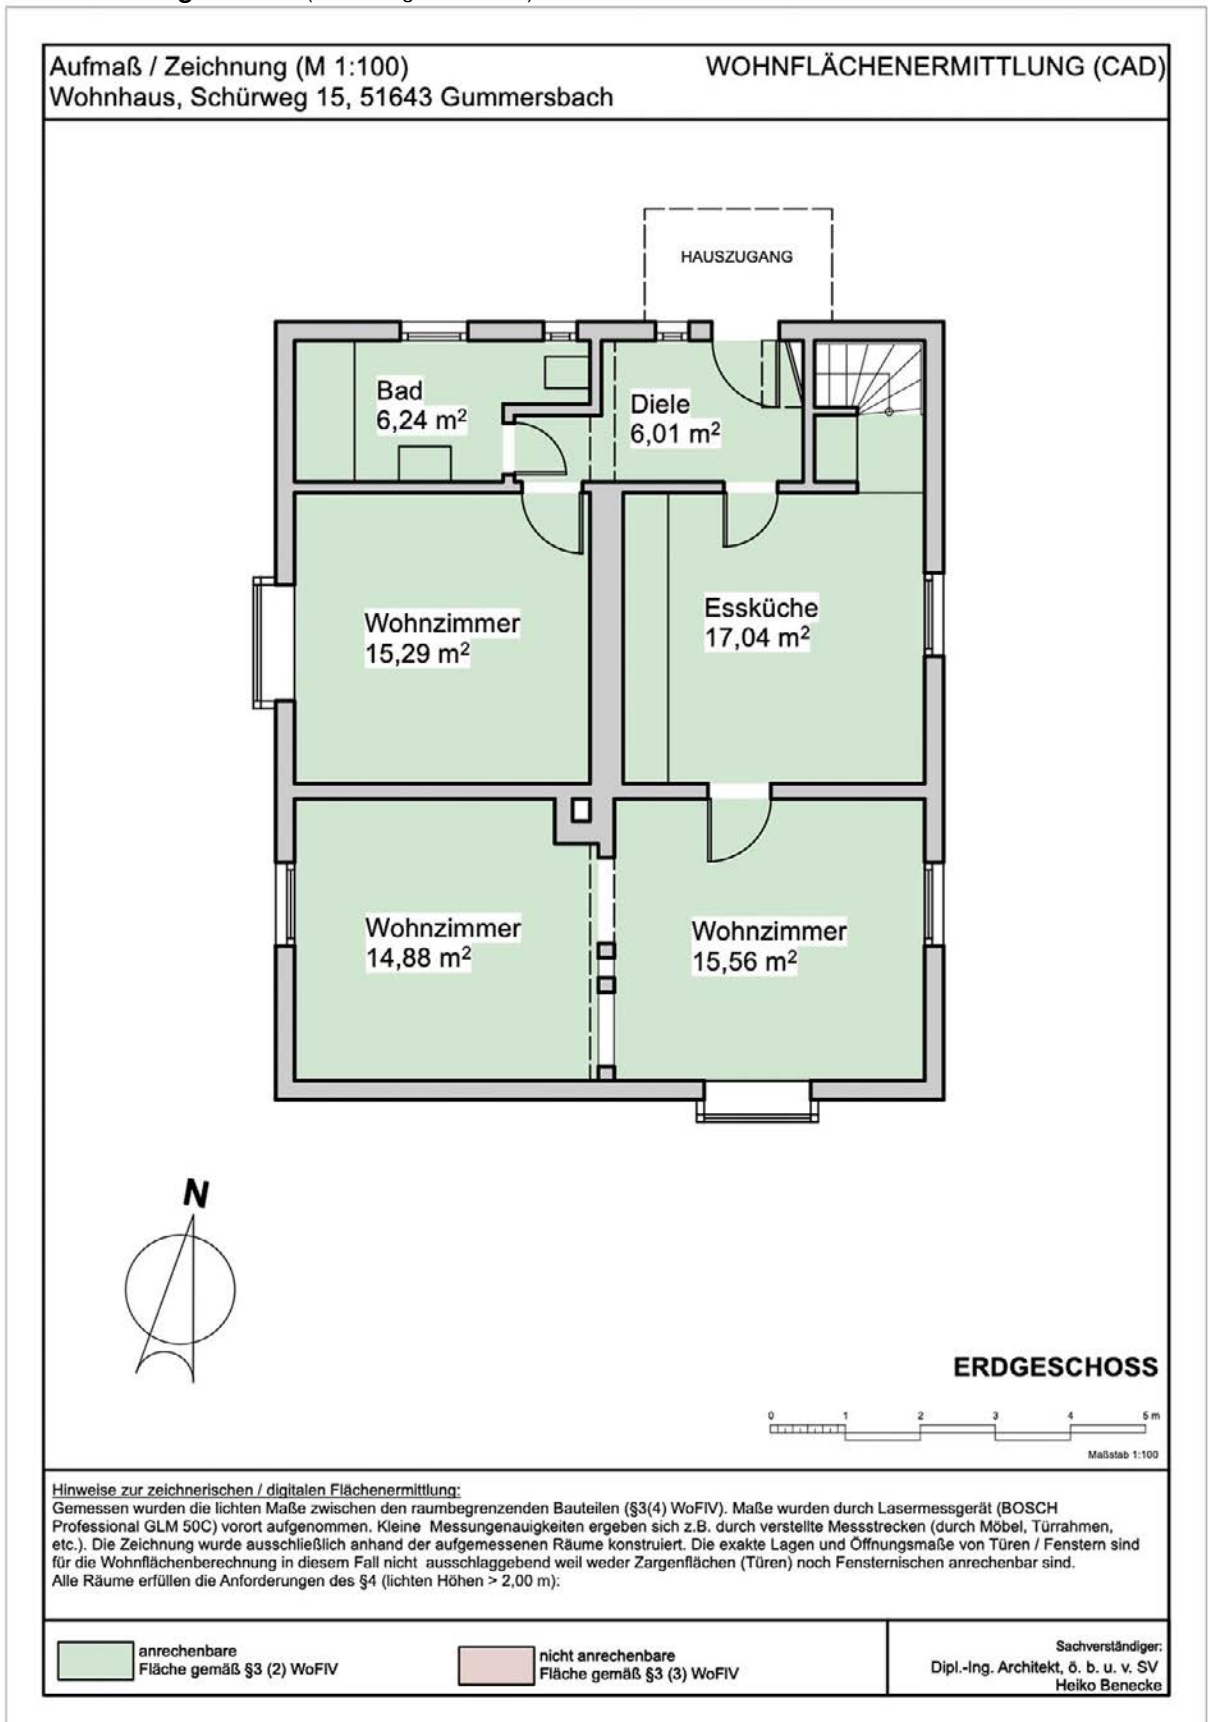 Aufmaß / Zeichnung (M 1:100)
WOHNFLÄCHENERMITTLUNG (CAD)
Wohnhaus, Schürweg 15, 51643 Gummersbach
HAUSZUGANG
Bad
6,24 m²
Diele
6,01 m²
Wohnzimmer
15,29 m²
Essküche
17,04 m²
Wohnzimmer
14,88 m²
Wohnzimmer
15,56 m²
N
ERDGESCHOSS
0 1 2 3 4 5 m
Maßstab 1:100
Hinweise zur zeichnerischen / digitalen Flächenermittlung:
Gemessen wurden die lichten Maße zwischen den raumbegrenzenden Bauteilen (§3(4) WoFlV). Maße wurden durch Lasermessgerät (BOSCH
Professional GLM 50C) vorort aufgenommen. Kleine Messungenauigkeiten ergeben sich z.B. durch verstellte Messstrecken (durch Möbel, Türrahmen,
etc.). Die Zeichnung wurde ausschließlich anhand der aufgemessenen Räume konstruiert. Die exakte Lagen und Öffnungsmaße von Türen / Fenstern sind
für die Wohnflächenberechnung in diesem Fall nicht ausschlaggebend weil weder Zargenflächen (Türen) noch Fensternischen anrechenbar sind.
Alle Räume erfüllen die Anforderungen des §4 (lichten Höhen > 2,00 m):
anrechenbare
Fläche gemäß §3 (2) WoFlV
nicht anrechenbare
Fläche gemäß §3 (3) WoFlV
Sachverständiger:
Dipl.-Ing. Architekt, ö. b. u. v. SV
Heiko Benecke